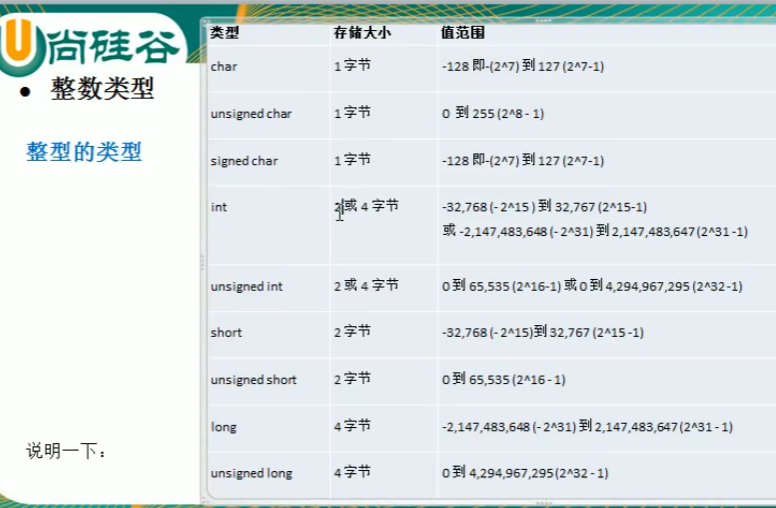 尚硅谷
类型 存储大小 值范围
• 整数类型
char 1 字节 -128 即-(2^7) 到 127 (2^7-1)
unsigned char 1 字节 0 到 255 (2^8 - 1)
整型的类型
signed char 1 字节 -128 即-(2^7) 到 127 (2^7-1)
int 2 或 4 字节 -32,768 (- 2^15 ) 到 32,767 (2^15-1)
或 -2,147,483,648 (- 2^31) 到 2,147,483,647 (2^31 -1)
unsigned int 2 或 4 字节 0 到 65,535 (2^16-1) 或 0 到 4,294,967,295 (2^32-1)
short 2 字节 -32,768 (- 2^15)到 32,767 (2^15 -1)
unsigned short 2 字节 0 到 65,535 (2^16 - 1)
long 4 字节 -2,147,483,648 (- 2^31) 到 2,147,483,647 (2^31 - 1)
说明一下：
unsigned long 4 字节 0 到 4,294,967,295 (2^32 - 1)